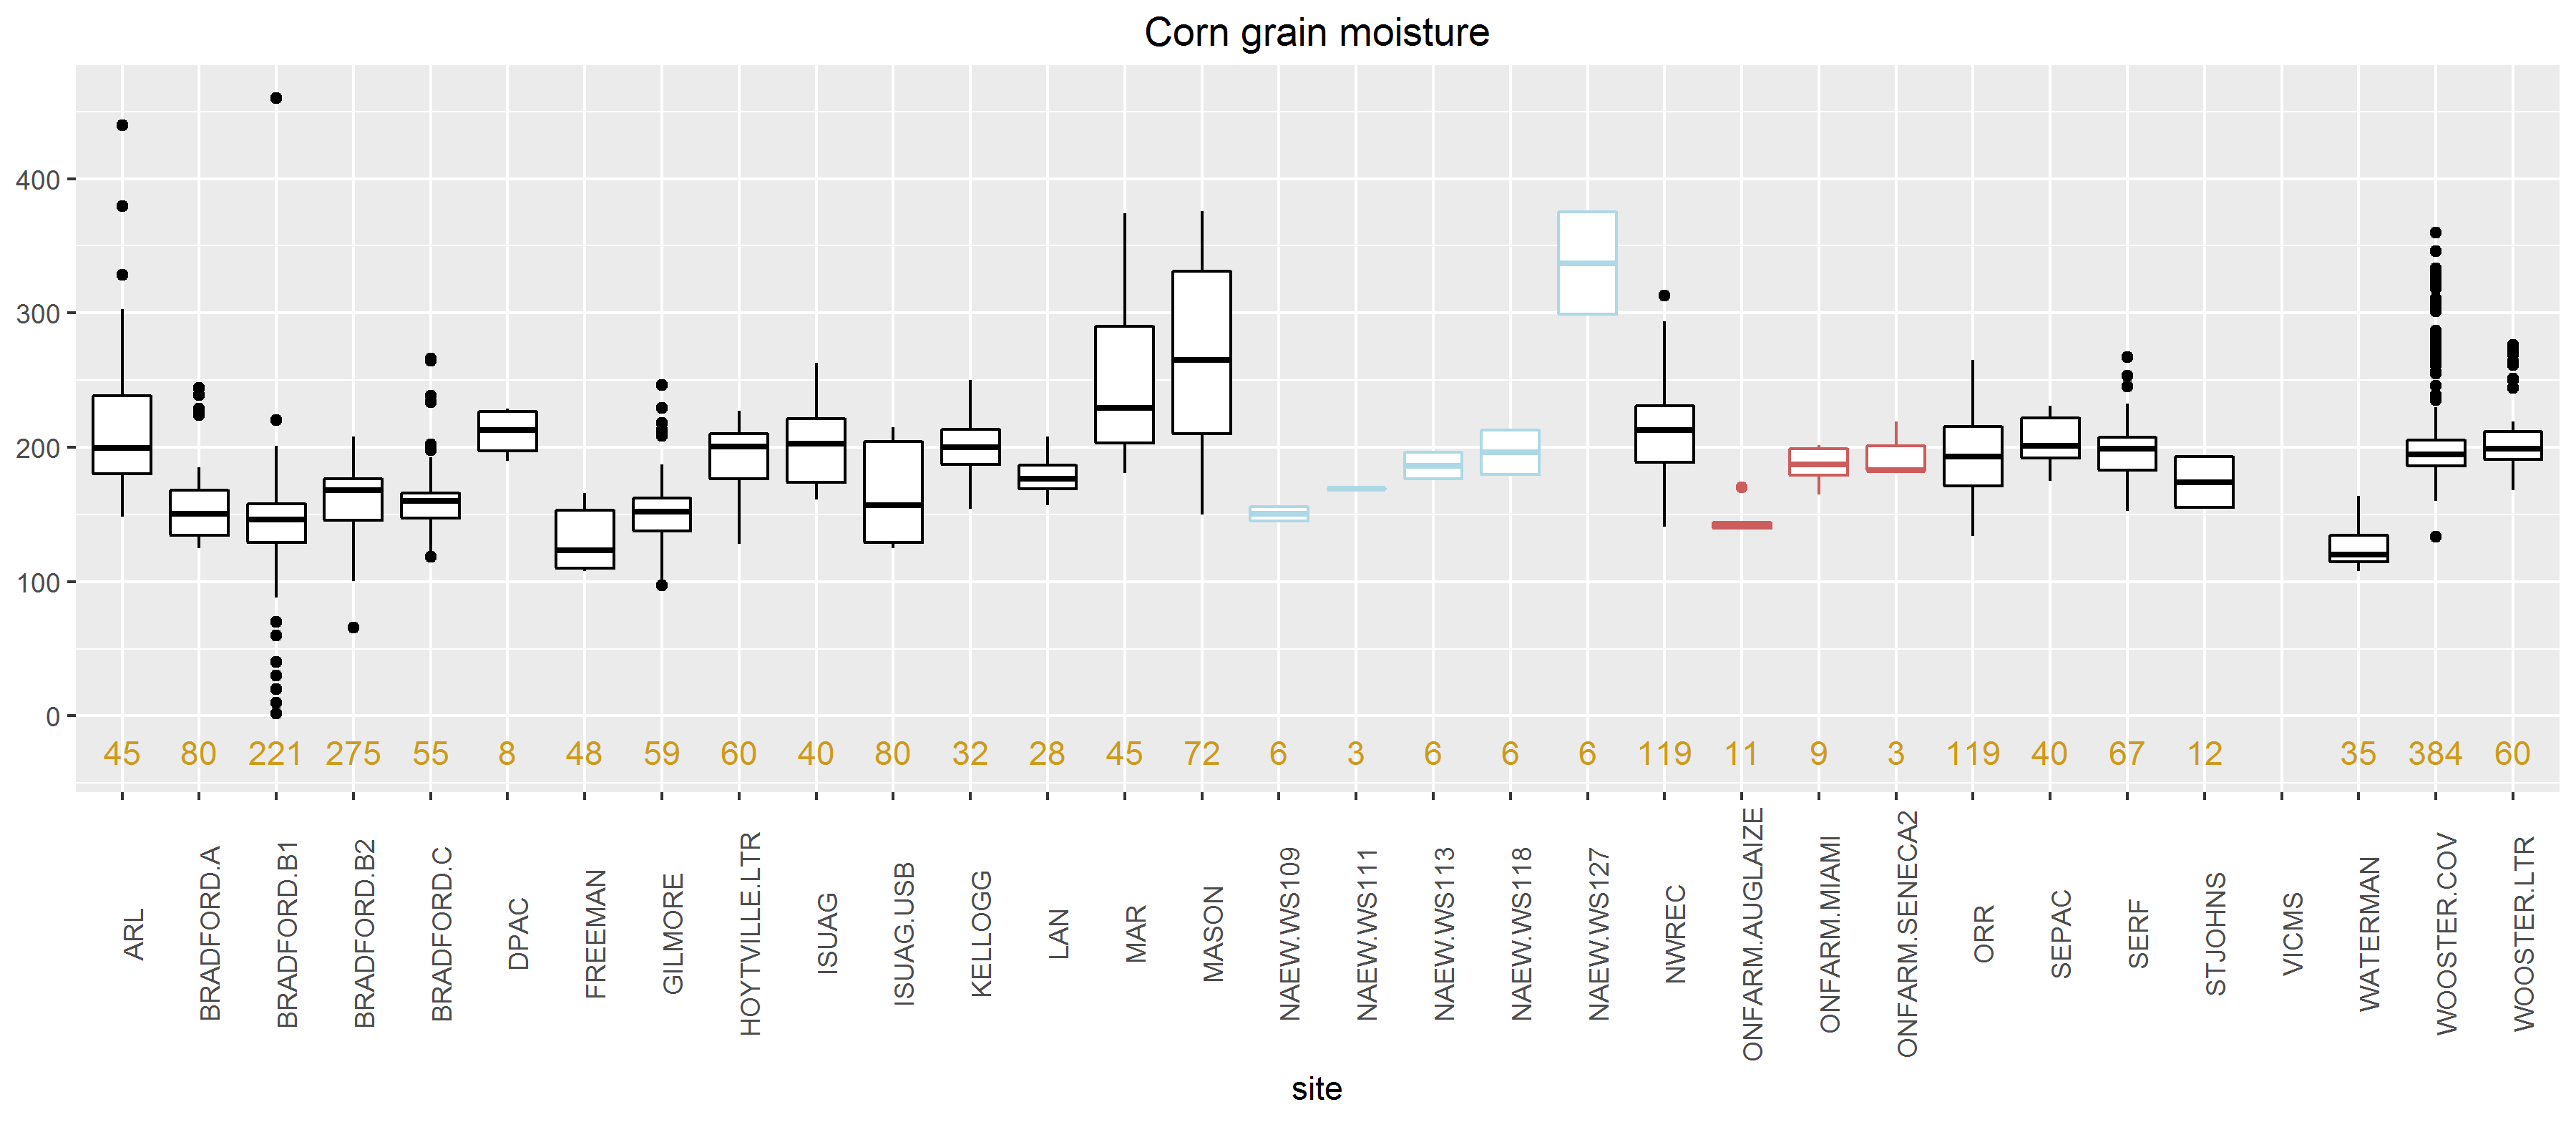 Corn grain moisture
400
300
200
100
0
45 80 221 275 55 8 48 59 60 40 80 32 28 45 72 6 3 6 6 6 119 11 9 3 119 40 67 12 35 384 60
ARL
BRADFORD.A
BRADFORD.B1
BRADFORD.B2
BRADFORD.C
DPAC
FREEMAN
GILMORE
HOYTVILLE.LTR
ISUAG
ISUAG.USB
KELLOGG
LAN
MAR
MASON
NAEW.WS109
NAEW.WS111
NAEW.WS113
NAEW.WS118
NAEW.WS127
NWREC
ONFARM.AUGLAIZE
ONFARM.MIAMI
ONFARM.SENECA2
ORR
SEPAC
SERF
STJOHNS
VICMS
WATERMAN
WOOSTER.COV
WOOSTER.LTR
site